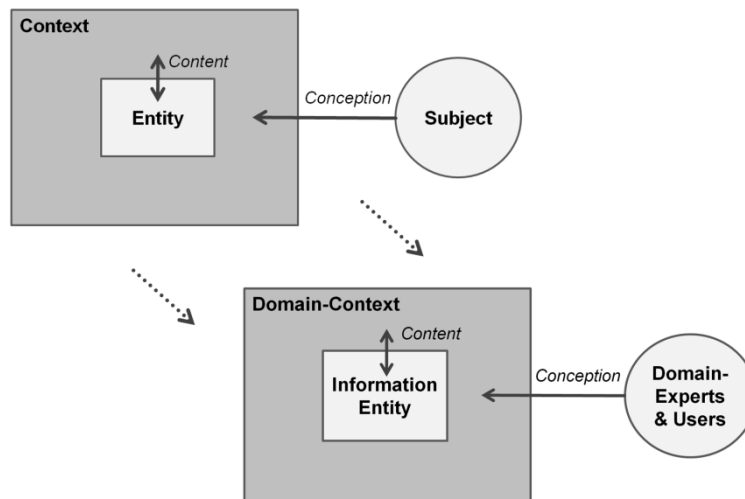 Context
Content
Entity
Conception
Subject
Domain-Context
Content
Information
Entity
Conception
Domain-
Experts
& Users